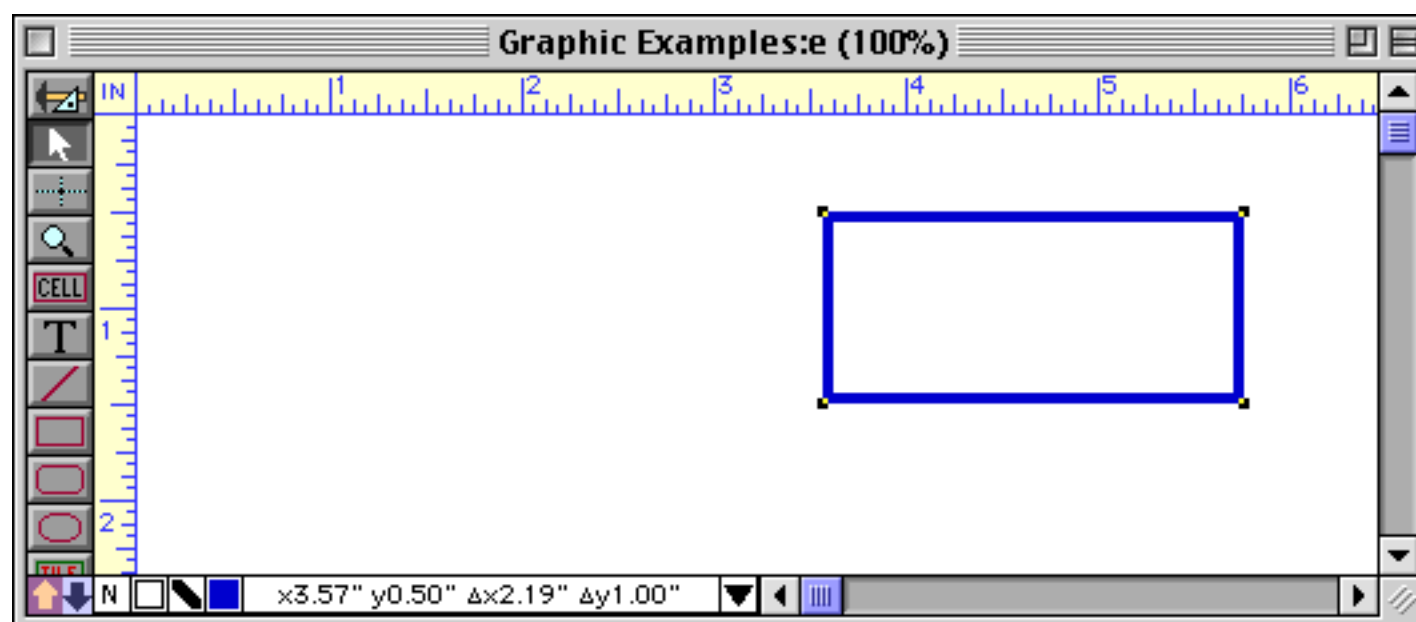 Graphic Examples:e (100%)
IN 1 2 3 4 5 6
CELL
T
1
2
TILE
N x3.57" y0.50" Δx2.19" Δy1.00"